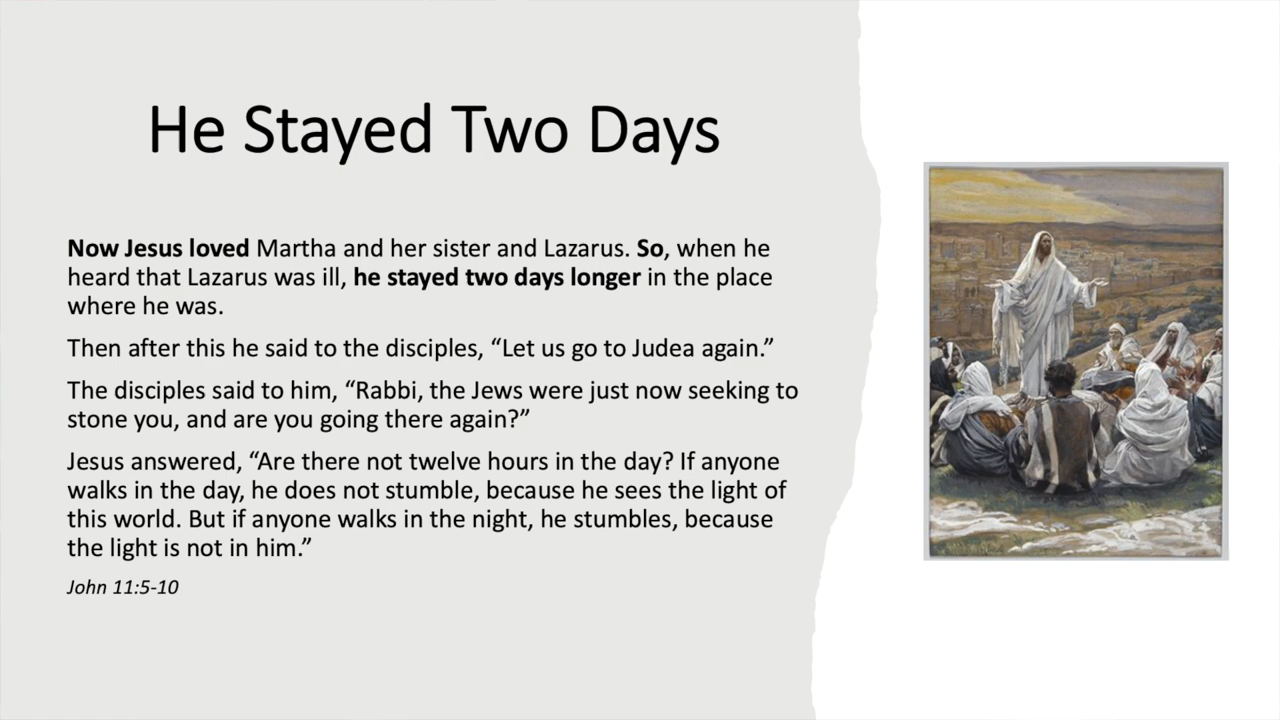 He Stayed Two Days
Now Jesus loved Martha and her sister and Lazarus. So, when he
heard that Lazarus was ill, he stayed two days longer in the place
where he was.
Then after this he said to the disciples, “Let us go to Judea again.”
The disciples said to him, “Rabbi, the Jews were just now seeking to
stone you, and are you going there again?”
Jesus answered, “Are there not twelve hours in the day? If anyone
walks in the day, he does not stumble, because he sees the light of
this world. But if anyone walks in the night, he stumbles, because
the light is not in him.”
John 11:5-10